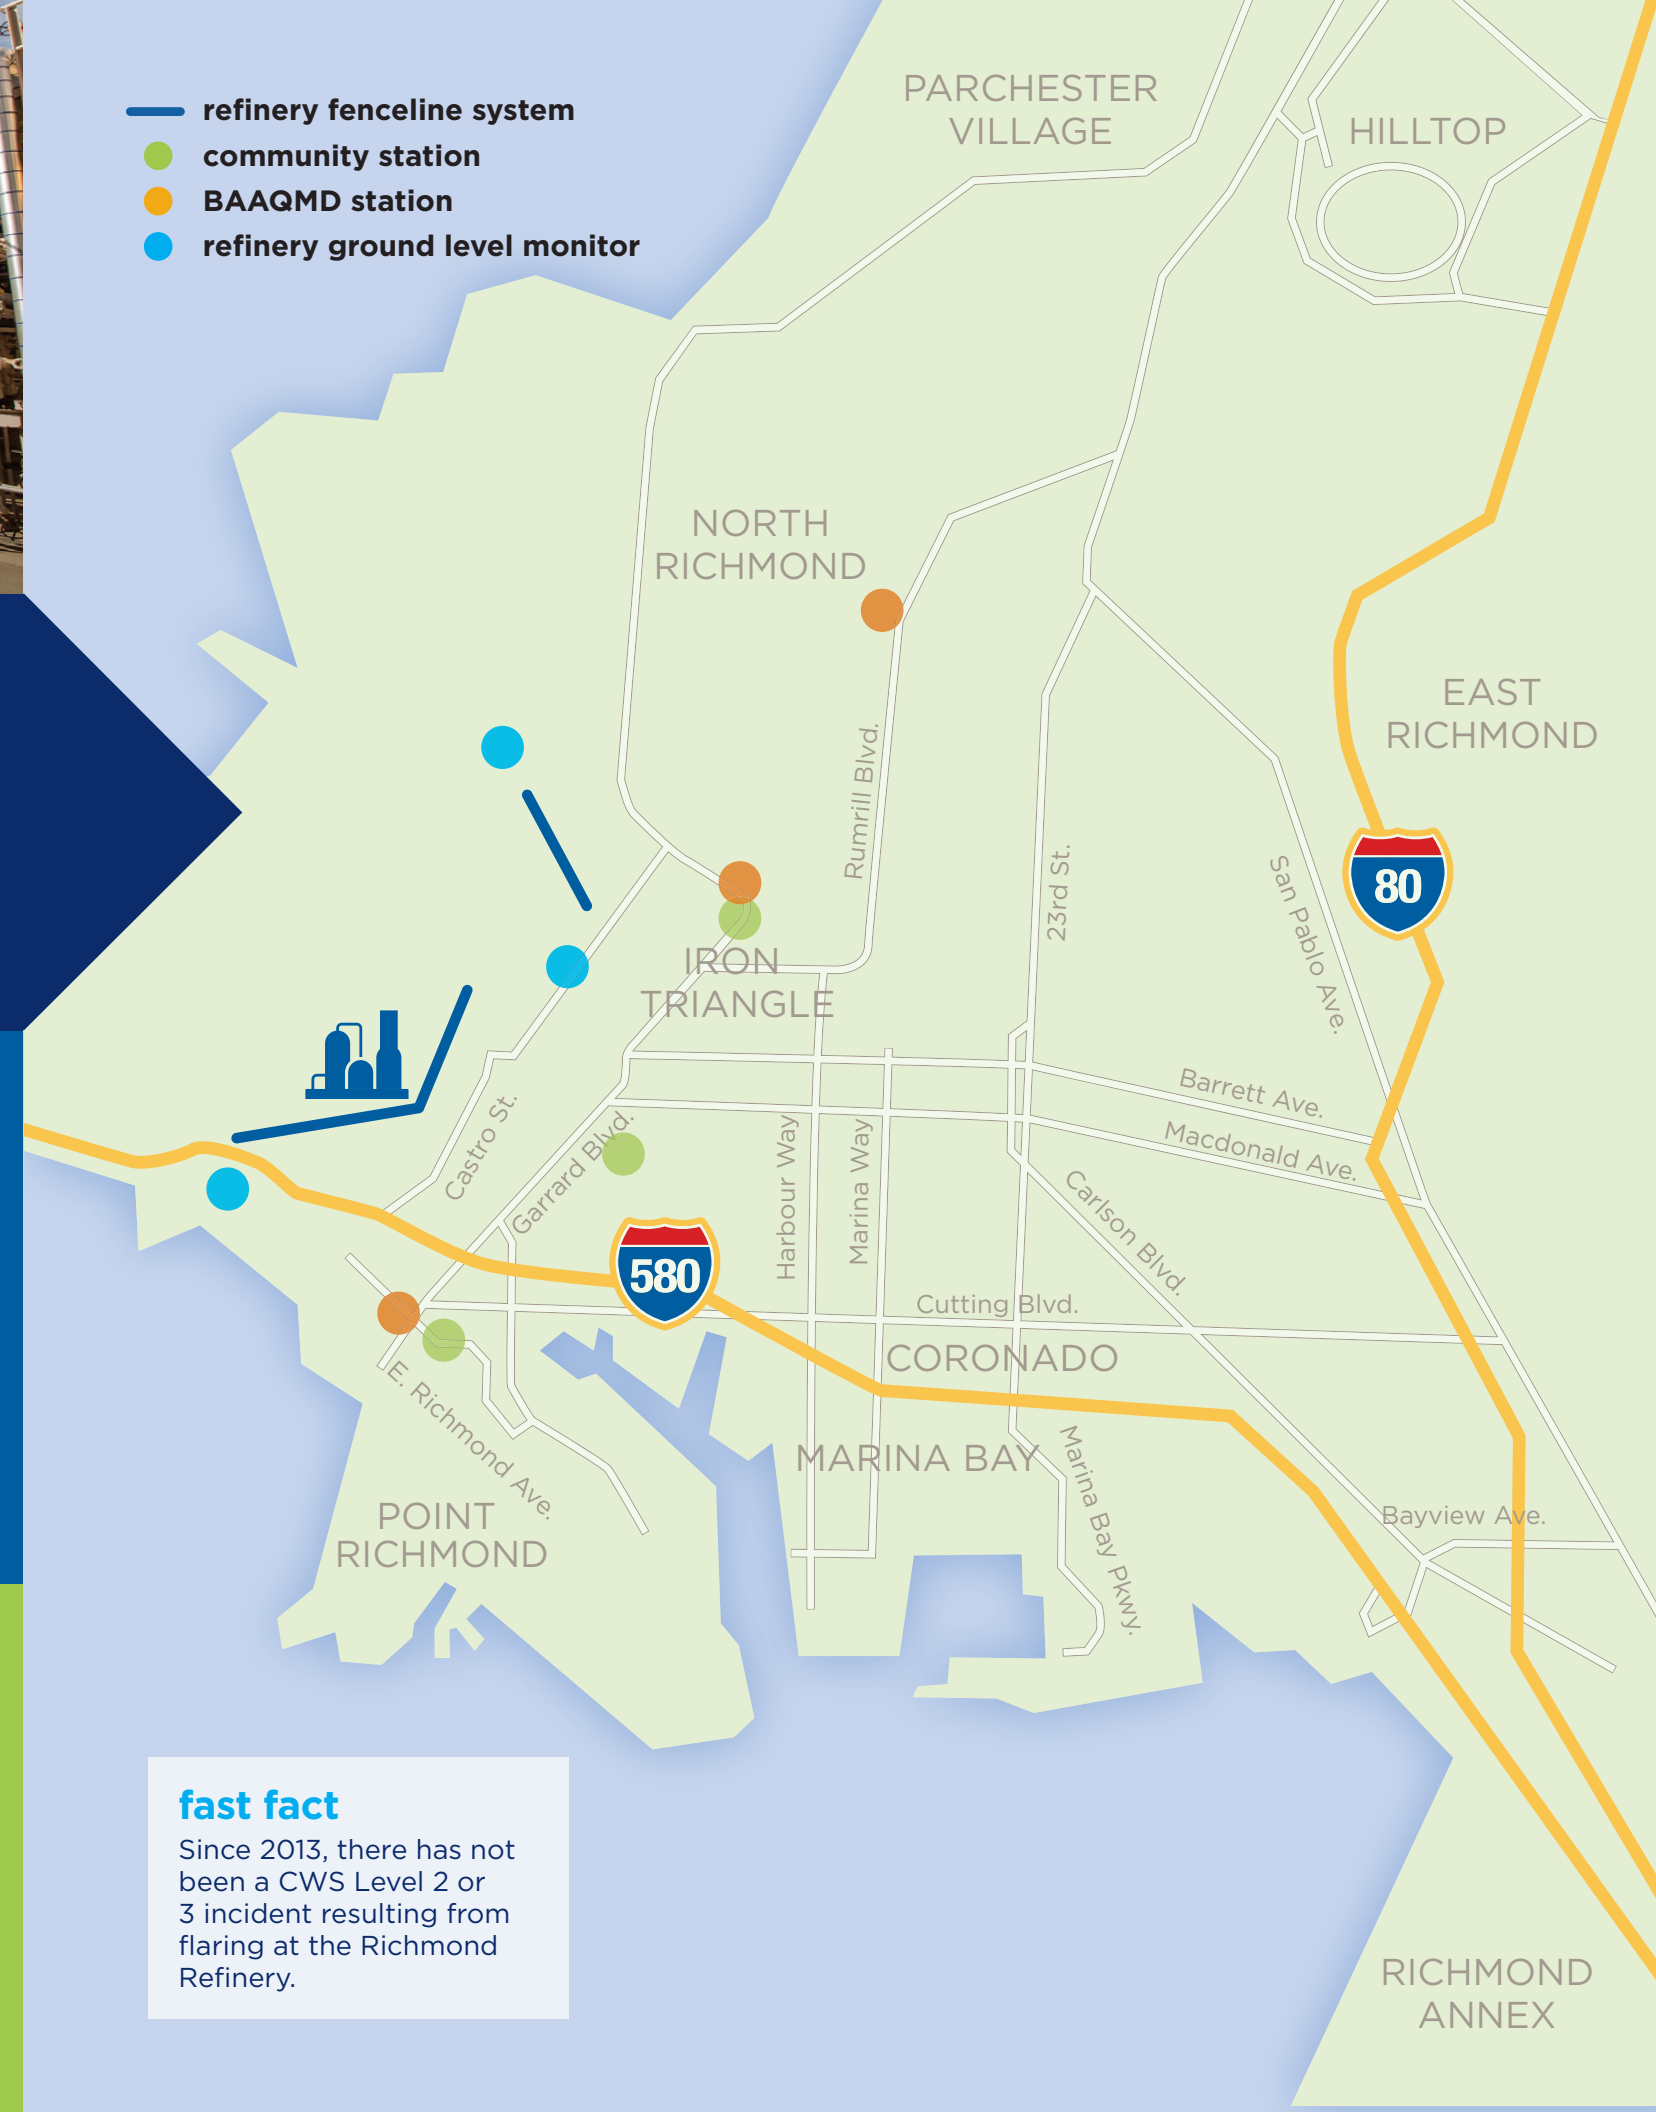 refinery fenceline system
community station
BAAQMD station
refinery ground level monitor
PARCHESTER
VILLAGE
HILLTOP
NORTH
RICHMOND
EAST
RICHMOND
Rumrill Blvd.
23rd St.
San Pablo Ave.
80
IRON
TRIANGLE
Barrett Ave.
Macdonald Ave.
Castro St.
Garrard Blvd.
Harbour Way
Marina Way
Carlson Blvd.
580
Cutting Blvd.
CORONADO
E. Richmond Ave.
MARINA BAY
Marina Bay Pkwy.
Bayview Ave.
POINT
RICHMOND
fast fact
Since 2013, there has not
been a CWS Level 2 or
3 incident resulting from
flaring at the Richmond
Refinery.
RICHMOND
ANNEX